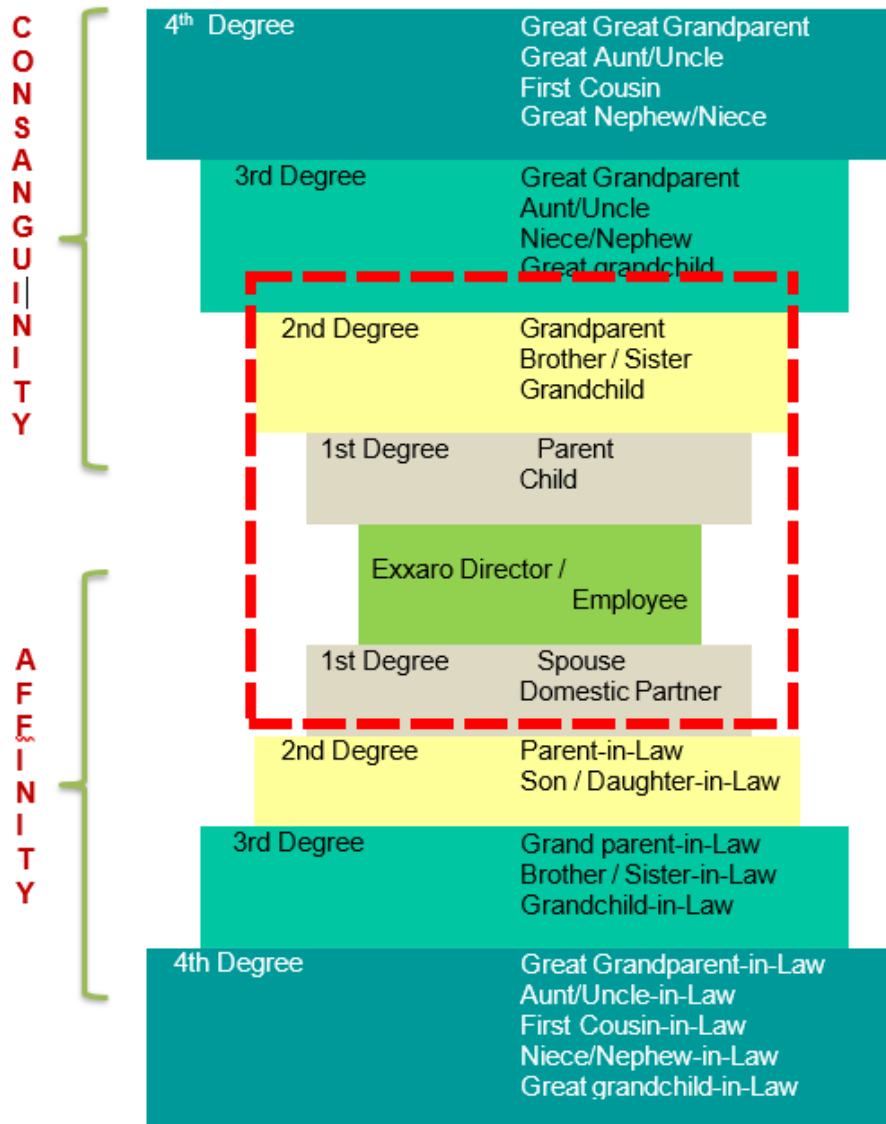 CONSANGUINITY
4th Degree Great Great Grandparent
Great Aunt/Uncle
First Cousin
Great Nephew/Niece
3rd Degree Great Grandparent
Aunt/Uncle
Niece/Nephew
Great grandchild
2nd Degree Grandparent
Brother / Sister
Grandchild
1st Degree Parent
Child
Exxaro Director /
Employee
AFFINITY
1st Degree Spouse
Domestic Partner
2nd Degree Parent-in-Law
Son / Daughter-in-Law
3rd Degree Grand parent-in-Law
Brother / Sister-in-Law
Grandchild-in-Law
4th Degree Great Grandparent-in-Law
Aunt/Uncle-in-Law
First Cousin-in-Law
Niece/Nephew-in-Law
Great grandchild-in-Law